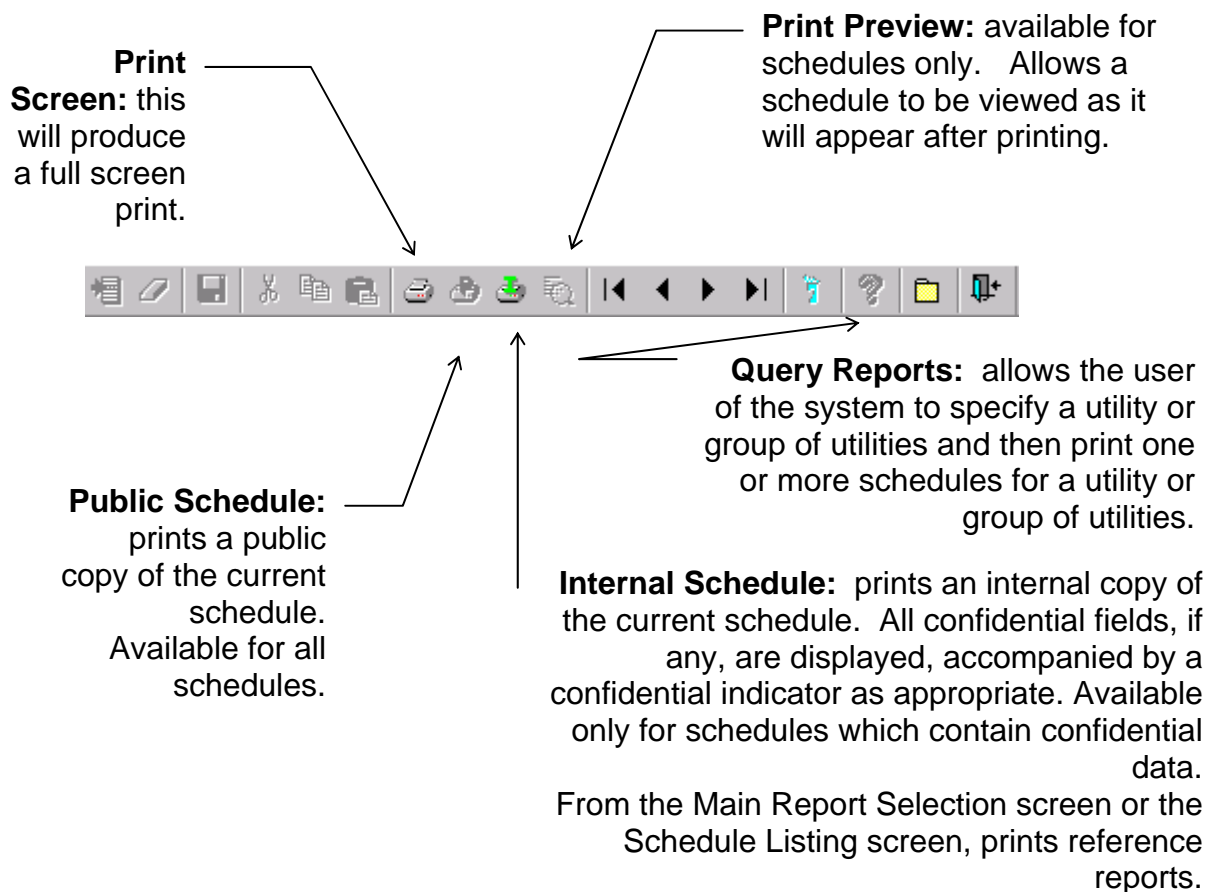 Print
Screen: this
will produce
a full screen
print.
Print Preview: available for
schedules only. Allows a
schedule to be viewed as it
will appear after printing.
Query Reports: allows the user
of the system to specify a utility or
group of utilities and then print one
or more schedules for a utility or
group of utilities.
Public Schedule:
prints a public
copy of the current
schedule.
Available for all
schedules.
Internal Schedule: prints an internal copy of
the current schedule. All confidential fields, if
any, are displayed, accompanied by a
confidential indicator as appropriate. Available
only for schedules which contain confidential
data.
From the Main Report Selection screen or the
Schedule Listing screen, prints reference
reports.